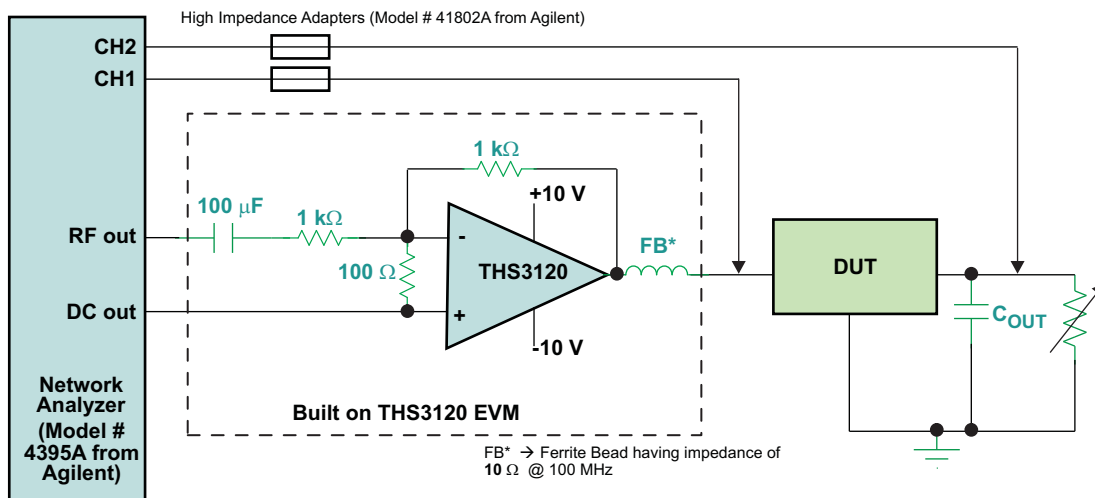 High Impedance Adapters (Model # 41802A from Agilent)
CH2
CH1
1 kΩ
+10 V
100 μF
1 kΩ
RF out
-
THS3120
FB*
DUT
100 Ω
DC out
+
C_OUT
-10 V
Network
Analyzer
(Model #
4395A from
Agilent)
Built on THS3120 EVM
FB* → Ferrite Bead having impedance of
10 Ω @ 100 MHz